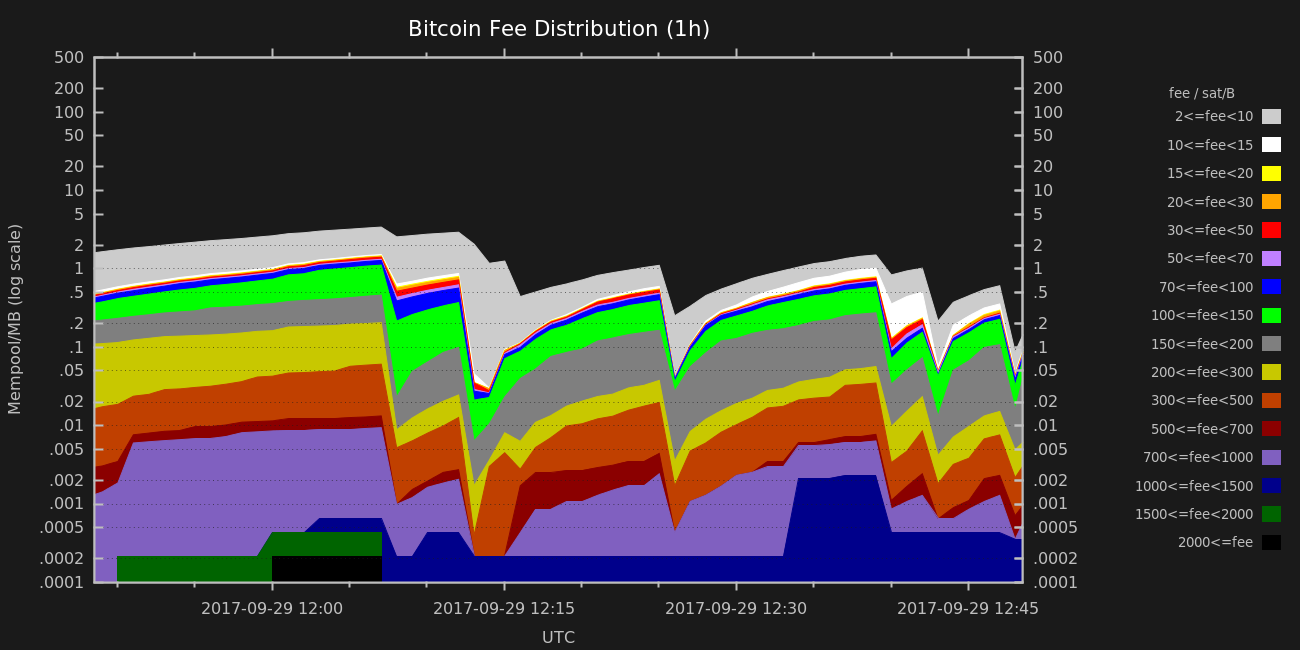 Bitcoin Fee Distribution (1h)
500 500
200 200
100 100
50 50
20 20
10 10
5 5
2 2
1 1
.5 .5
.2 .2
.1 .1
.05 .05
.02 .02
.01 .01
.005 .005
.002 .002
.001 .001
.0005 .0005
.0002 .0002
.0001 .0001
Mempool/MB (log scale)
2017-09-29 12:00 2017-09-29 12:15 2017-09-29 12:30 2017-09-29 12:45
UTC
fee / sat/B
2<=fee<10
10<=fee<15
15<=fee<20
20<=fee<30
30<=fee<50
50<=fee<70
70<=fee<100
100<=fee<150
150<=fee<200
200<=fee<300
300<=fee<500
500<=fee<700
700<=fee<1000
1000<=fee<1500
1500<=fee<2000
2000<=fee